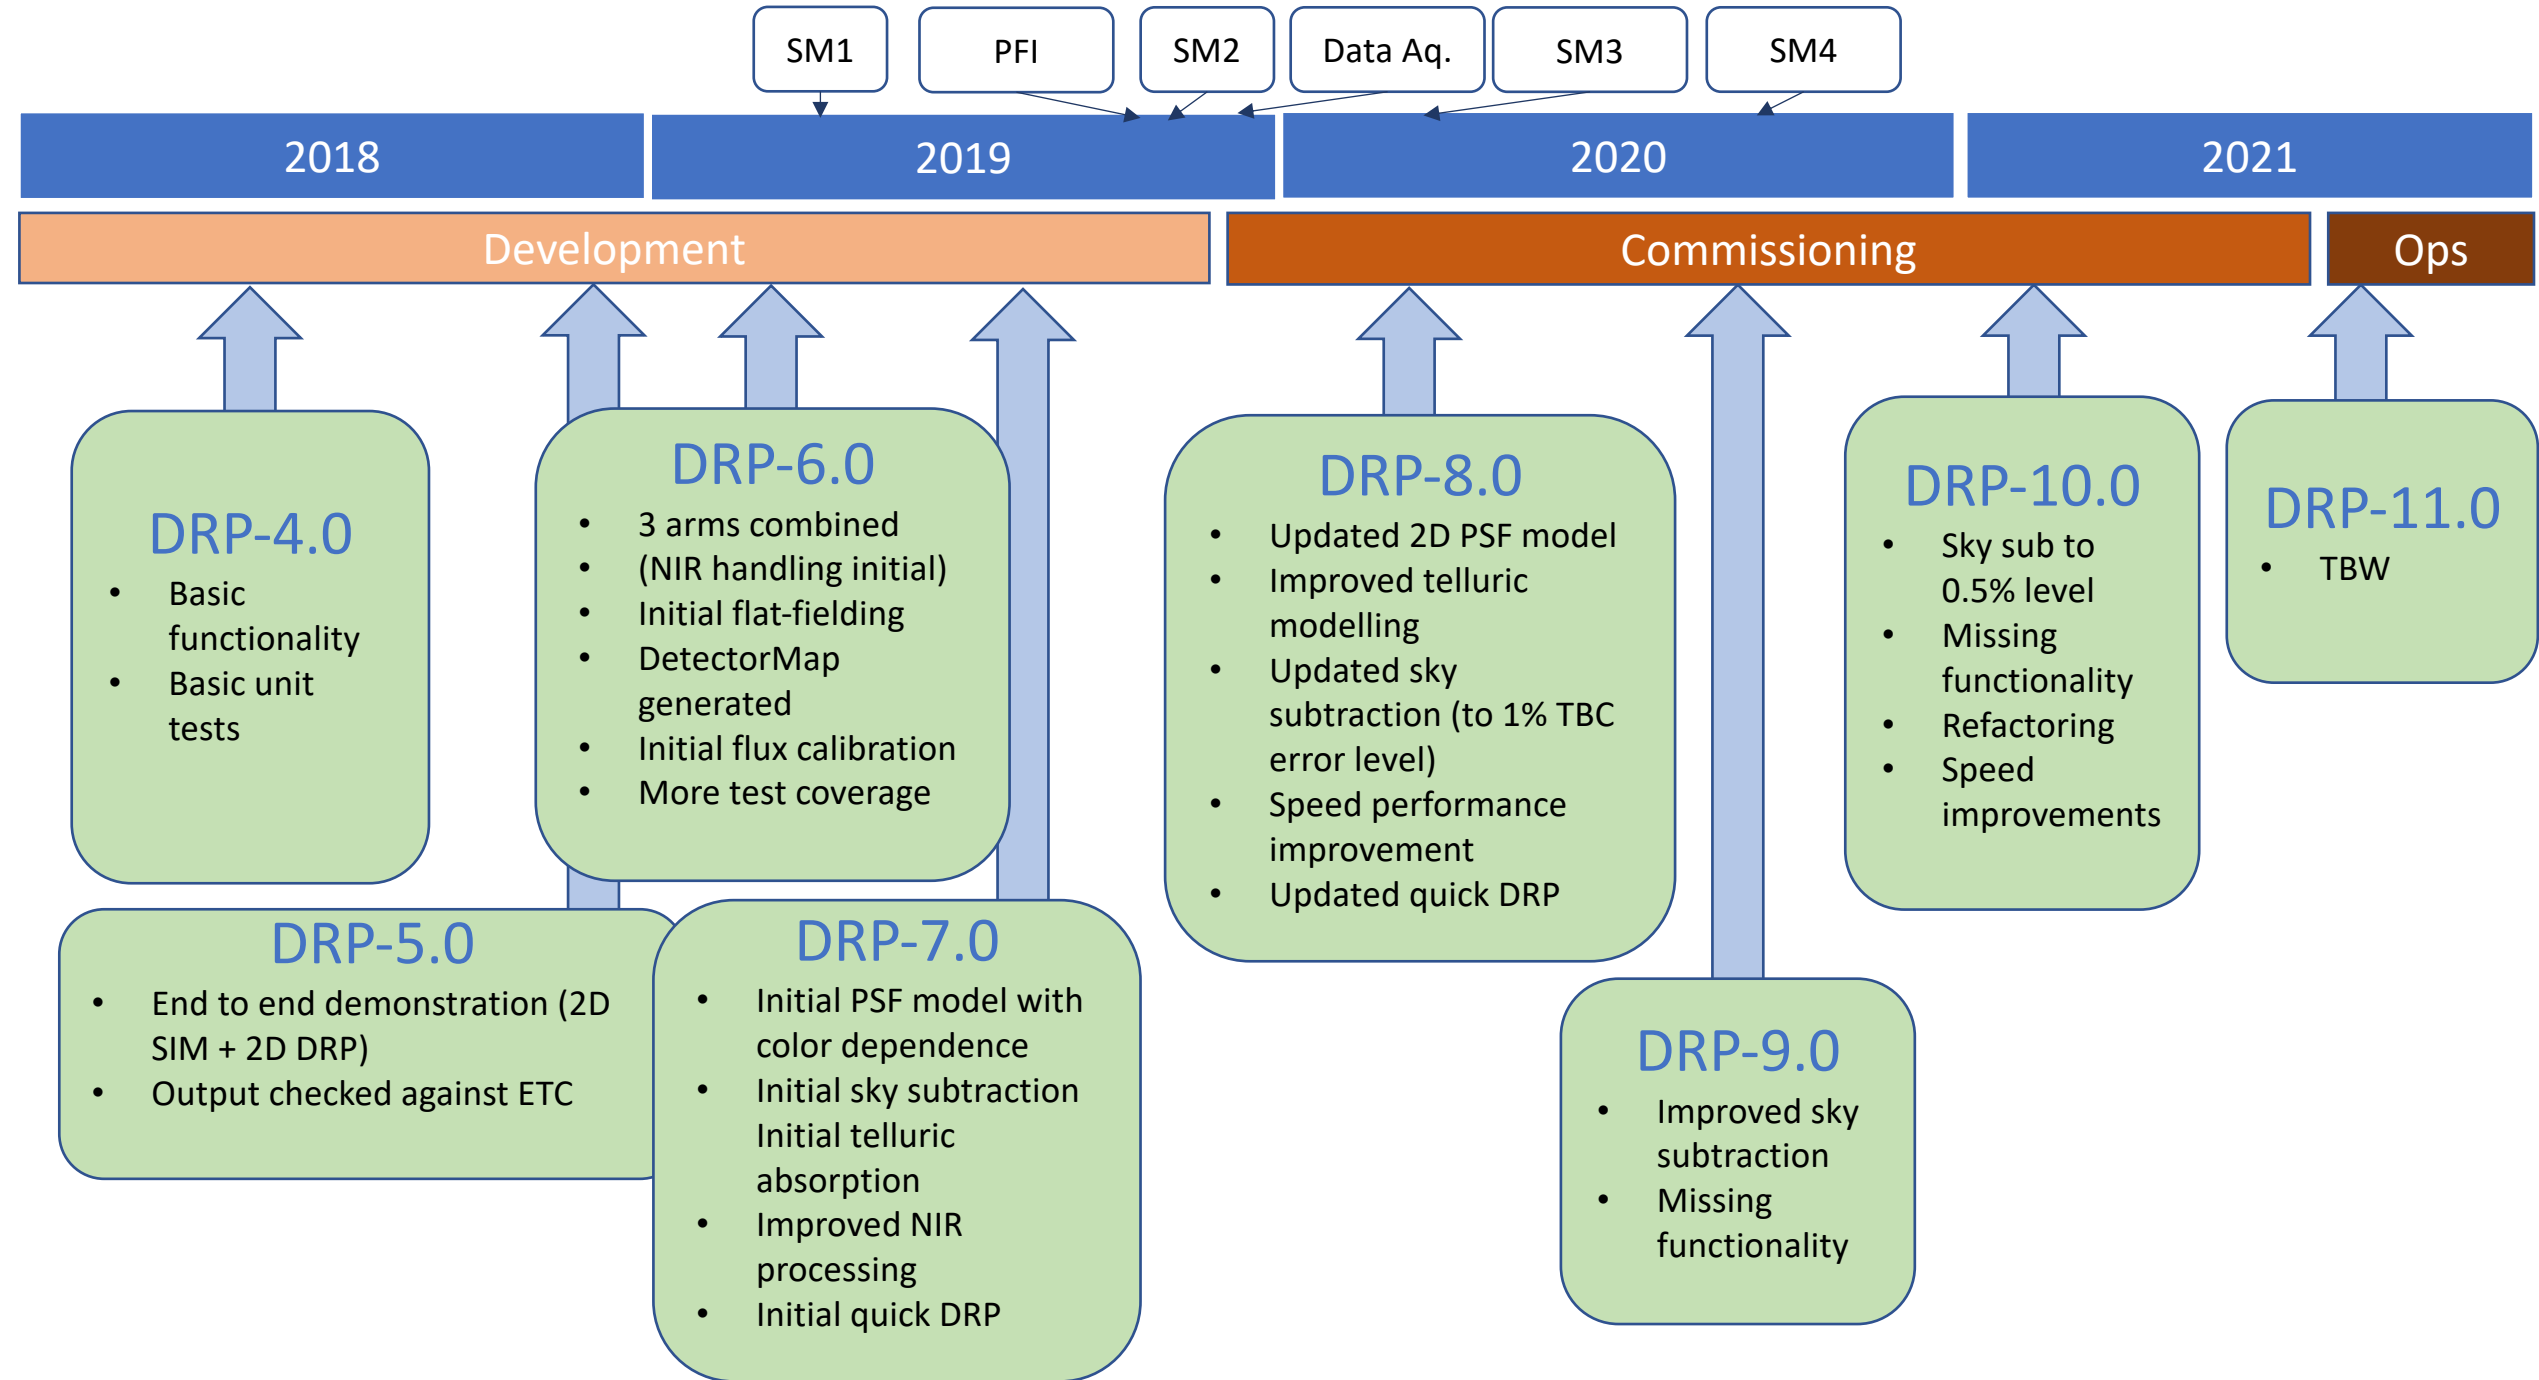 SM1
PFI
SM2
Data Aq.
SM3
SM4
2018
2019
2020
2021
Development
Commissioning
Ops
DRP-4.0
• Basic
functionality
• Basic unit
tests
DRP-5.0
• End to end demonstration (2D
SIM + 2D DRP)
• Output checked against ETC
DRP-6.0
• 3 arms combined
• (NIR handling initial)
• Initial flat-fielding
• DetectorMap
generated
• Initial flux calibration
• More test coverage
DRP-7.0
• Initial PSF model with
color dependence
• Initial sky subtraction
Initial telluric
absorption
• Improved NIR
processing
• Initial quick DRP
DRP-8.0
• Updated 2D PSF model
• Improved telluric
modelling
• Updated sky
subtraction (to 1% TBC
error level)
• Speed performance
improvement
• Updated quick DRP
DRP-9.0
• Improved sky
subtraction
• Missing
functionality
DRP-10.0
• Sky sub to
0.5% level
• Missing
functionality
• Refactoring
• Speed
improvements
DRP-11.0
• TBW